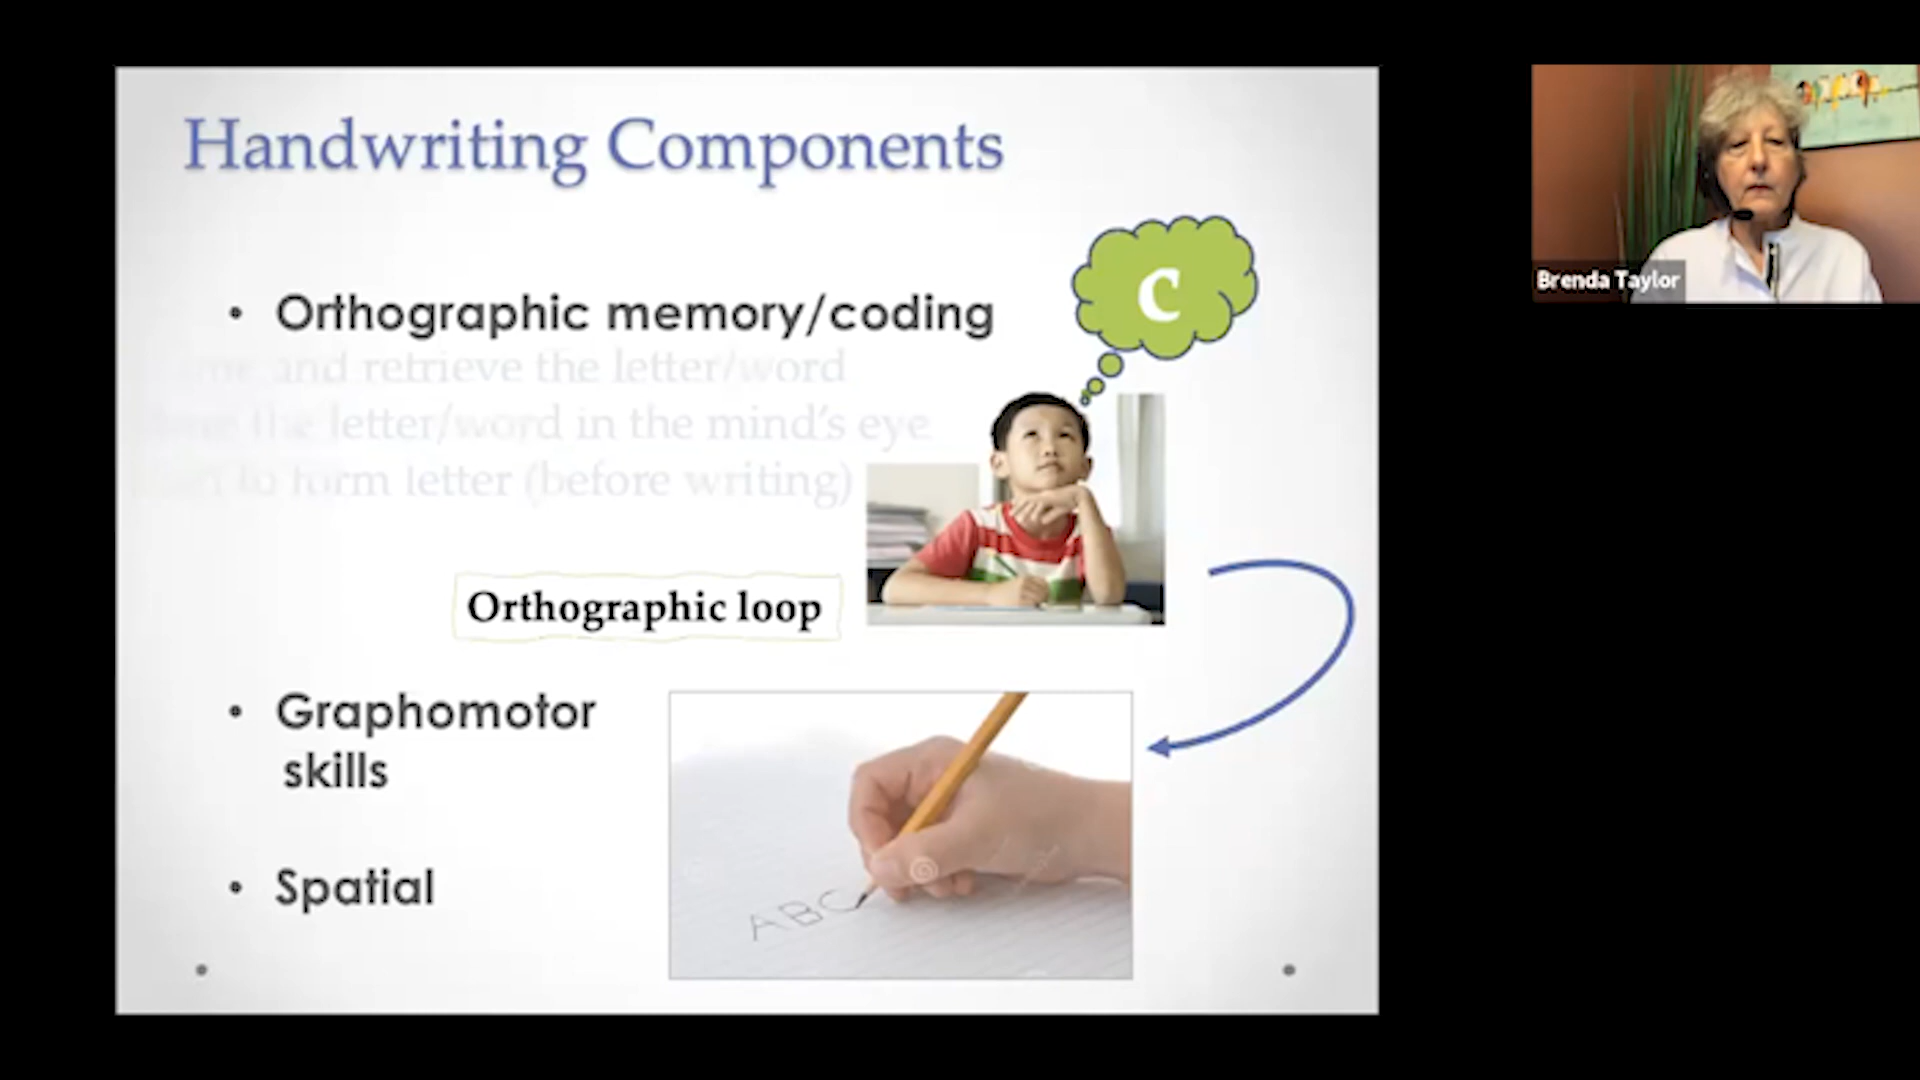 Handwriting Components
c
• Orthographic memory/coding
and retrieve the letter/word
the letter/word in the mind's eye
to form letter (before writing)
Orthographic loop
• Graphomotor
skills
ABC
• Spatial
Brenda Taylor